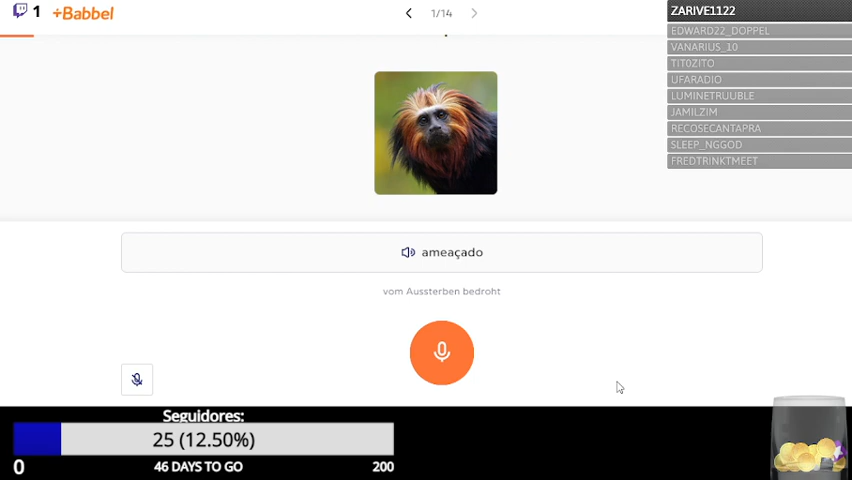 1 +Babbel
1/14
ZARIVE1122
EDWARD22_DOPPEL
VANARIUS_10
TIT0ZITO
UFARADIO
LUMINETRUUBLE
JAMILZIM
RECOSECANTAPRA
SLEEP_NGGOD
FREDTRINKTMEET
ameaçado
vom Aussterben bedroht
Seguidores:
25 (12.50%)
0 46 DAYS TO GO 200